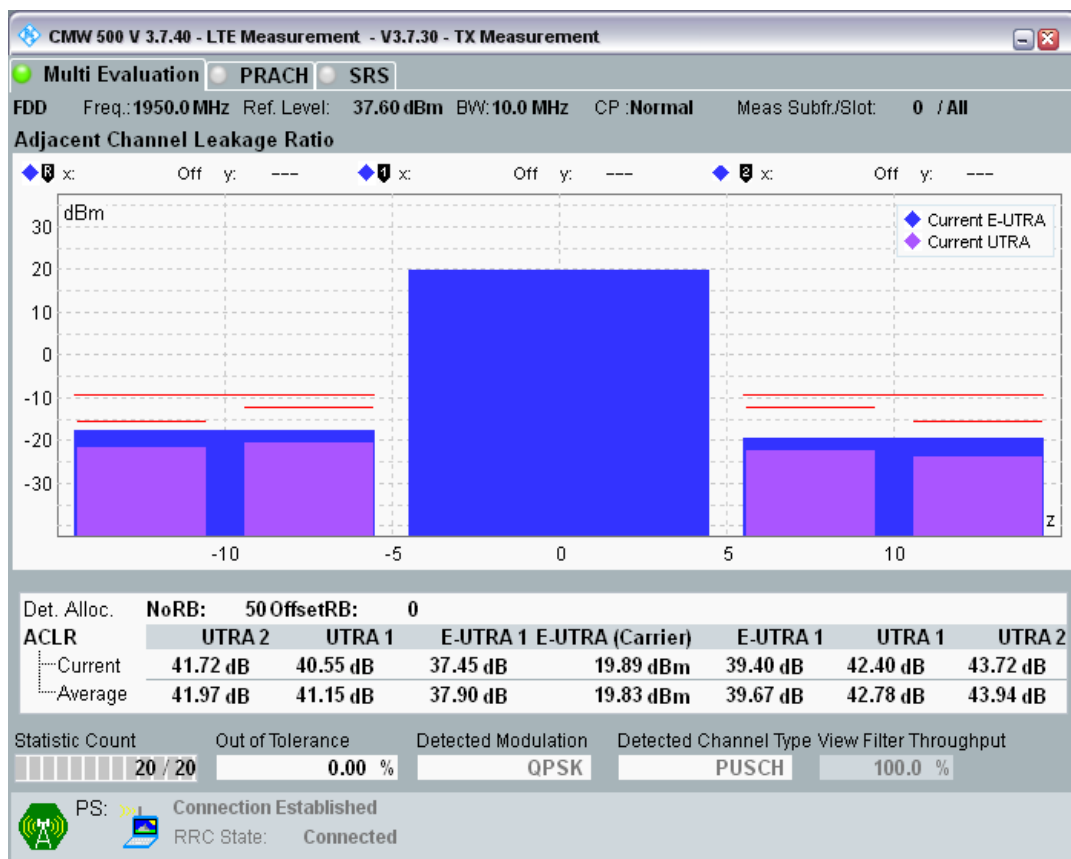 CMW 500 V 3.7.40 - LTE Measurement - V3.7.30 - TX Measurement
Multi Evaluation PRACH SRS
FDD Freq.: 1950.0 MHz Ref. Level: 37.60 dBm BW: 10.0 MHz CP :Normal Meas Subfr./Slot: 0 / All
Adjacent Channel Leakage Ratio
R x: Off y: --- 1 x: Off y: --- 2 x: Off y: ---
dBm
Current E-UTRA
Current UTRA
30
20
10
0
-10
-20
-30
z
-10 -5 0 5 10
Det. Alloc. NoRB: 50 OffsetRB: 0
ACLR UTRA 2 UTRA 1 E-UTRA 1 E-UTRA (Carrier) E-UTRA 1 UTRA 1 UTRA 2
Current 41.72 dB 40.55 dB 37.45 dB 19.89 dBm 39.40 dB 42.40 dB 43.72 dB
Average 41.97 dB 41.15 dB 37.90 dB 19.83 dBm 39.67 dB 42.78 dB 43.94 dB
Statistic Count Out of Tolerance Detected Modulation Detected Channel Type View Filter Throughput
20 / 20 0.00 % QPSK PUSCH 100.0 %
PS: Connection Established
RRC State: Connected